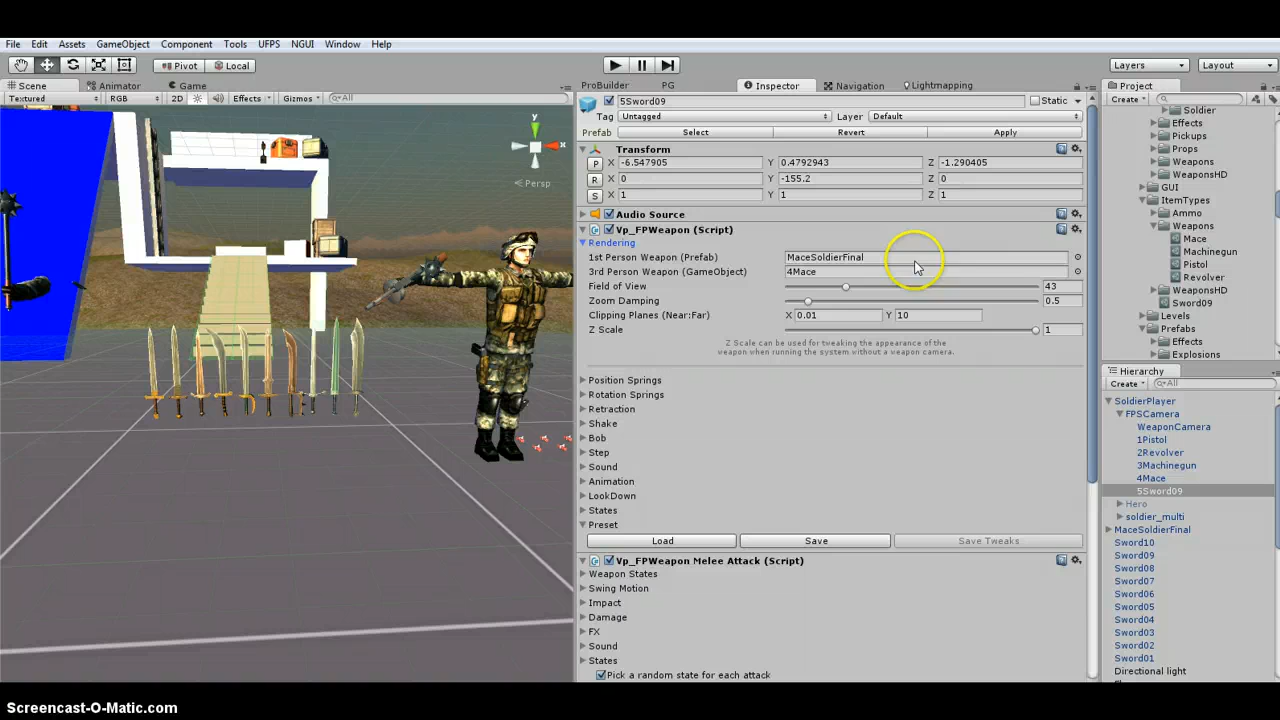 File Edit Assets GameObject Component Tools UFPS NGUI Window Help
Pivot Local Layers Layout
Scene Animator Game ProBuilder PG Inspector Navigation Lightmapping Project
Textured RGB 2D Effects Gizmos All
5Sword09 Static
Create
Tag Untagged Layer Default
Prefab Select Revert Apply
Transform
P X -6.547905 Y 0.4792943 Z -1.290405
R X 0 Y -155.2 Z 0
S X 1 Y 1 Z 1
Audio Source
Vp_FPWeapon (Script)
Rendering
1st Person Weapon (Prefab) MaceSoldierFinal
3rd Person Weapon (GameObject) 4Mace
Field of View 43
Zoom Damping 0.5
Clipping Planes (Near:Far) X 0.01 Y 10
Z Scale 1
Z Scale can be used for tweaking the appearance of the
weapon when running the system without a weapon camera.
Position Springs
Rotation Springs
Retraction
Shake
Bob
Step
Sound
Animation
LookDown
States
Preset
Load Save Save Tweaks
Vp_FPWeapon Melee Attack (Script)
Weapon States
Swing Motion
Impact
Damage
FX
Sound
States
Pick a random state for each attack
y
x
Persp
Soldier
Effects
Pickups
Props
Weapons
WeaponsHD
GUI
ItemTypes
Ammo
Weapons
Mace
Machinegun
Pistol
Revolver
WeaponsHD
Sword09
Levels
Prefabs
Effects
Explosions
Hierarchy
Create All
SoldierPlayer
FPSCamera
WeaponCamera
1Pistol
2Revolver
3Machinegun
4Mace
5Sword09
Hero
soldier_multi
MaceSoldierFinal
Sword10
Sword09
Sword08
Sword07
Sword06
Sword05
Sword04
Sword03
Sword02
Sword01
Directional light
Screencast-O-Matic.com